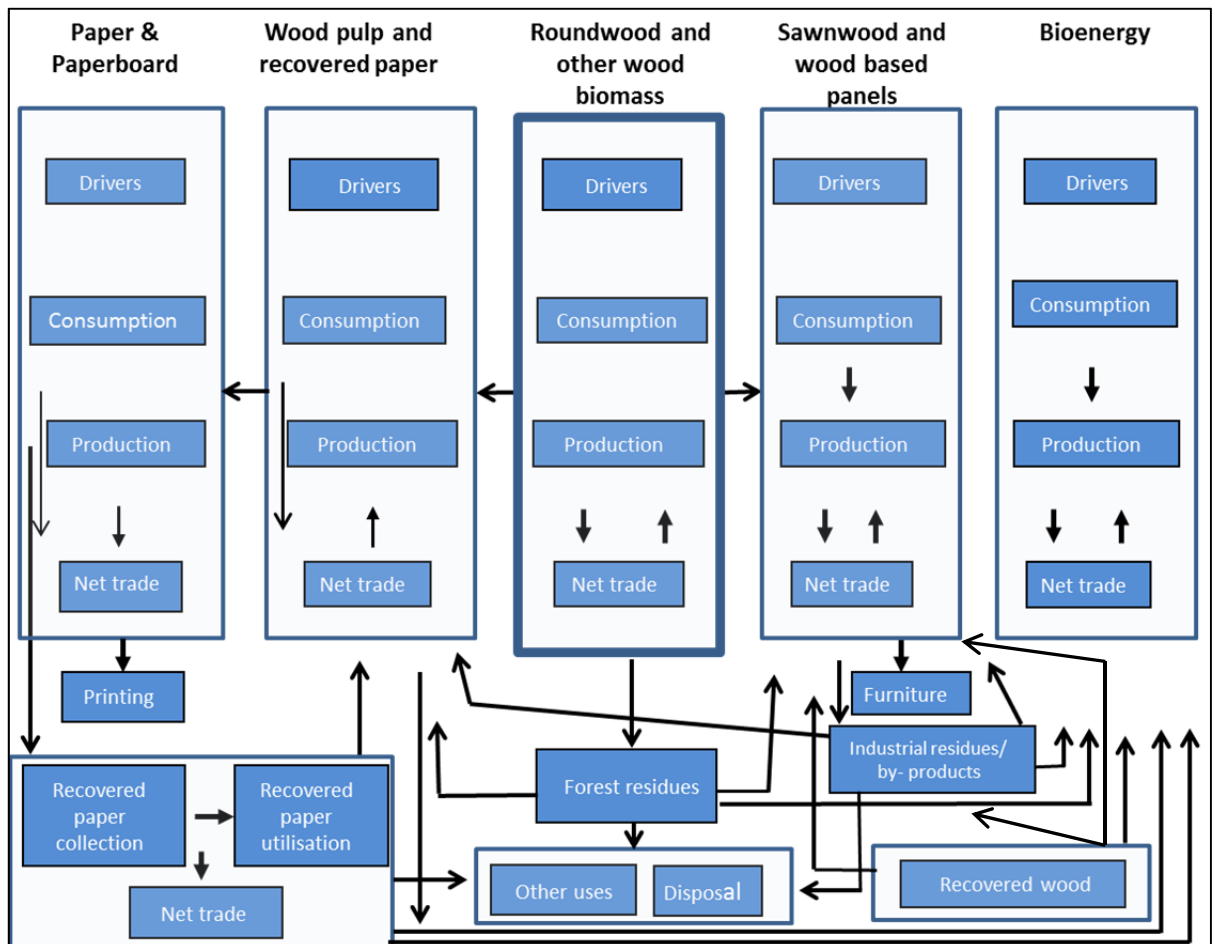 Paper &
Paperboard
Wood pulp and
recovered paper
Roundwood and
other wood
biomass
Sawnwood and
wood based
panels
Bioenergy
Drivers
Drivers
Drivers
Drivers
Drivers
Consumption
Consumption
Consumption
Consumption
Consumption
Production
Production
Production
Production
Production
Net trade
Net trade
Net trade
Net trade
Net trade
Printing
Furniture
Industrial residues/
by- products
Forest residues
Recovered
paper
collection
Recovered
paper
utilisation
Net trade
Other uses
Disposal
Recovered wood